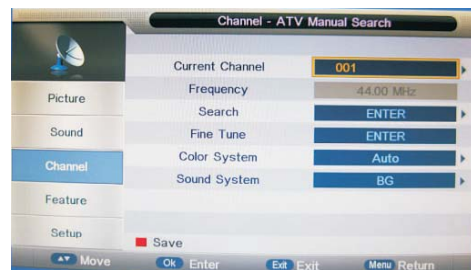 Channel - ATV Manual Search
Current Channel 001
Frequency 44.00 MHz
Search ENTER
Fine Tune ENTER
Color System Auto
Sound System BG
Picture
Sound
Channel
Feature
Setup
Save
Move Ok Enter Exit Exit Menu Return